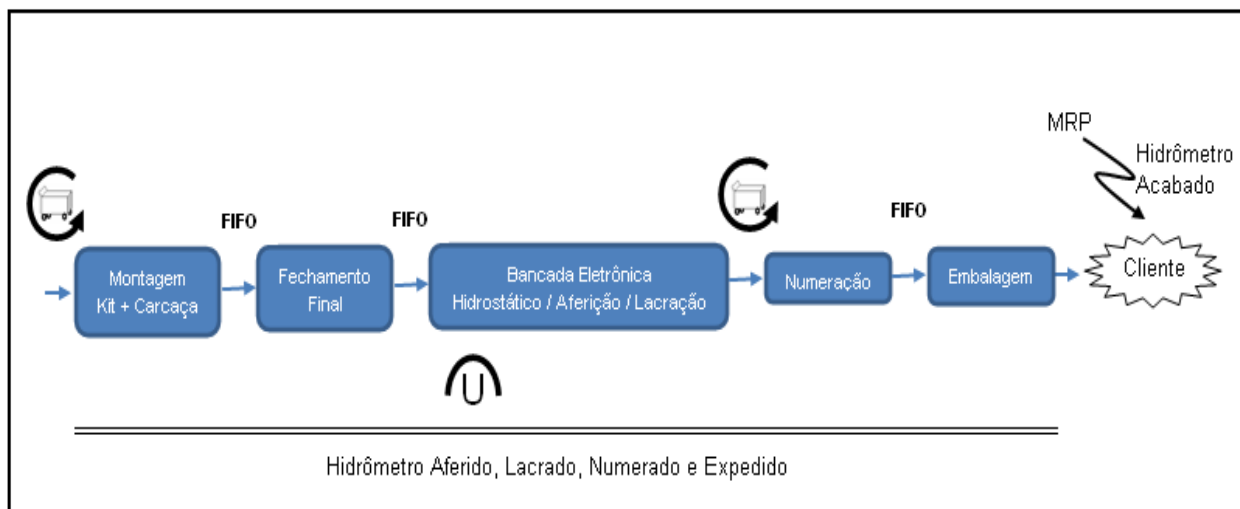 MRP
Hidrômetro
Acabado
FIFO
FIFO
FIFO
Montagem
Kit + Carcaça
Fechamento
Final
Bancada Eletrônica
Hidrostático / Aferição / Lacração
Numeração
Embalagem
Cliente
U
Hidrômetro Aferido, Lacrado, Numerado e Expedido